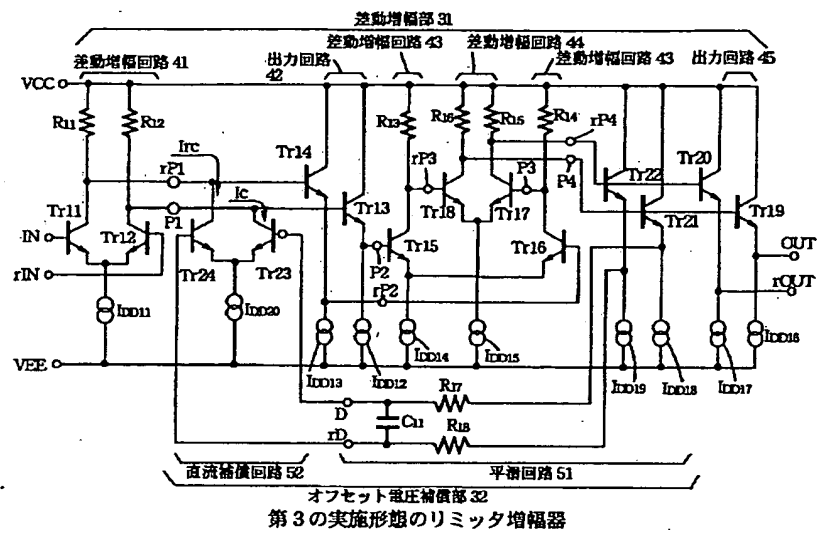 差動増幅部 31
差動増幅回路 41
出力回路 42
差動増幅回路 43
差動増幅回路 44
差動増幅回路 43
出力回路 45
VCC
R11
R12
R13
R16
R15
R14
rP4
Irc
rP1
Tr14
rP3
P3
P4
Tr22
Tr20
Ic
Tr11
P1
Tr13
Tr18
Tr17
Tr21
Tr19
IN
Tr12
Tr15
Tr16
OUT
rIN
Tr24
Tr23
P2
rP2
rOUT
IDD11
IDD20
IDD14
IDD15
IDD16
VEE
IDD13
IDD12
IDD19
IDD18
IDD17
D
R17
C11
rD
R18
直流補償回路 52
平滑回路 51
オフセット電圧補償部 32
第3の実施形態のリミッタ増幅器